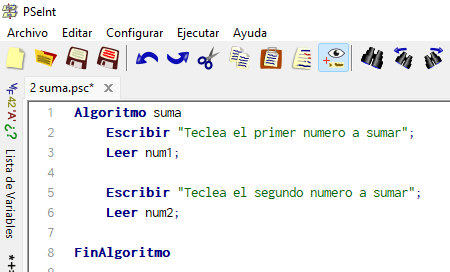 PSeInt
Archivo Editar Configurar Ejecutar Ayuda
2 suma.psc* X
1 Algoritmo suma
2 Escribir "Teclea el primer numero a sumar";
3 Leer num1;
4
5 Escribir "Teclea el segundo numero a sumar";
6 Leer num2;
7
8 FinAlgoritmo
Lista de Variables
*+=